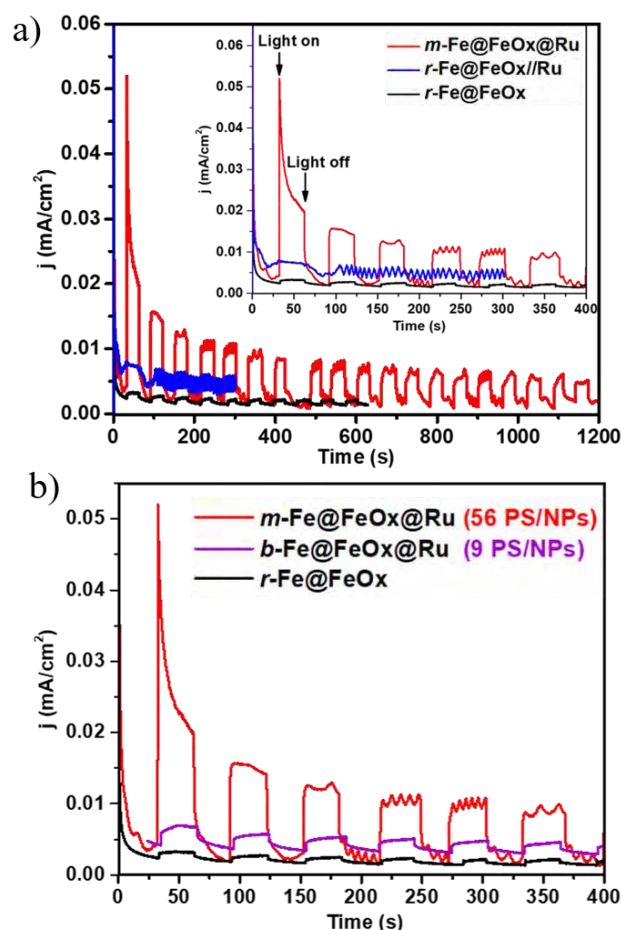 a)
0.06
0.05
0.04
0.03
0.02
0.01
0.00
j (mA/cm²)
0 200 400 600 800 1000 1200
Time (s)
0.06
0.05
0.04
0.03
0.02
0.01
0.00
j (mA/cm²)
Light on
Light off
m-Fe@FeOx@Ru
r-Fe@FeOx//Ru
r-Fe@FeOx
0 50 100 150 200 250 300 350 400
Time (s)
b)
0.05
0.04
0.03
0.02
0.01
0.00
j (mA/cm²)
m-Fe@FeOx@Ru (56 PS/NPs)
b-Fe@FeOx@Ru (9 PS/NPs)
r-Fe@FeOx
0 50 100 150 200 250 300 350 400
Time (s)